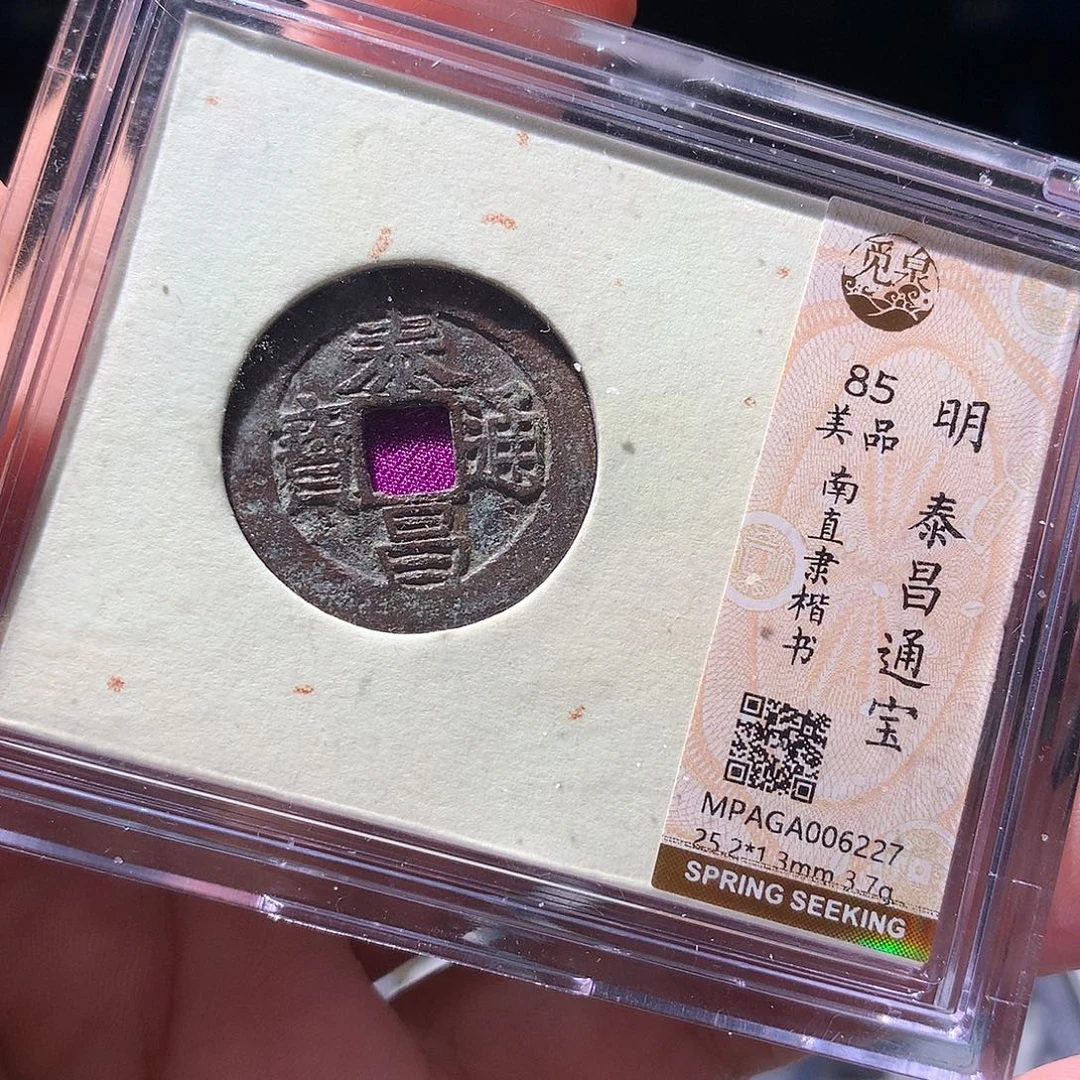 泰昌通寶
觅泉
明 泰昌通宝
85
美品
南直隶楷书
MPAGA006227
25.2*1.3mm 3.7g
SPRING SEEKING